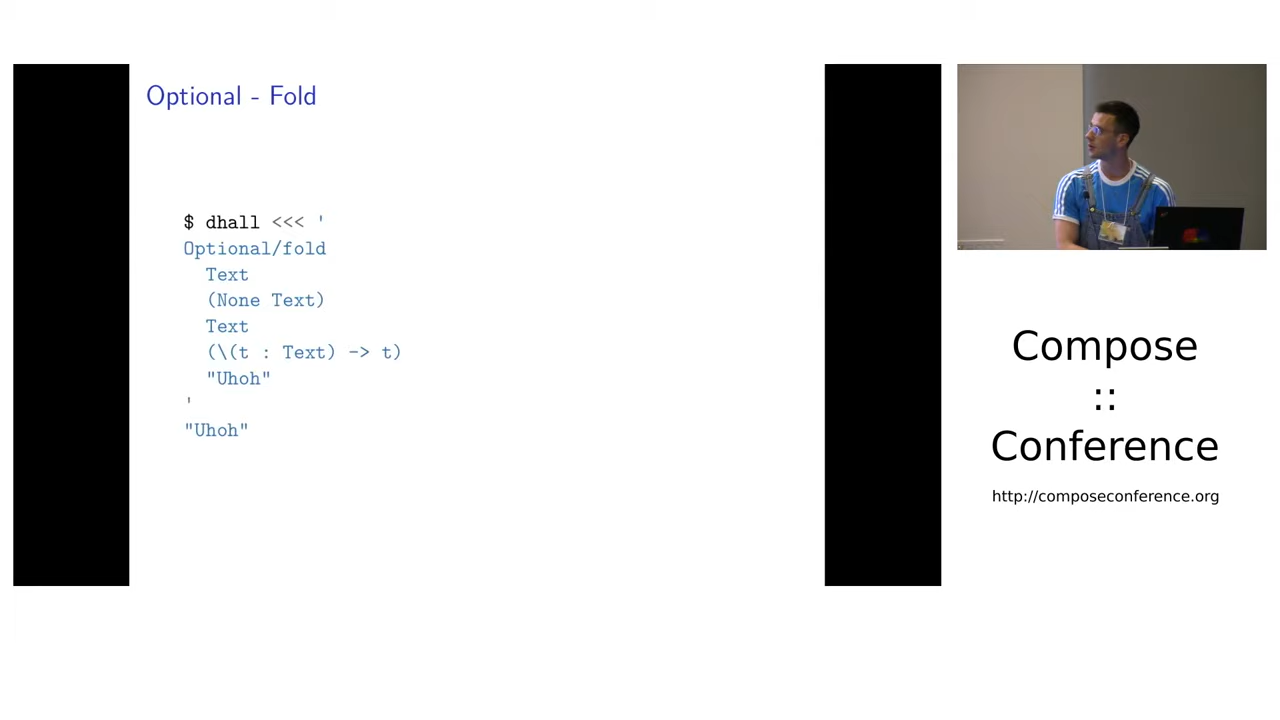 Optional - Fold
$ dhall <<< '
Optional/fold
  Text
  (None Text)
  Text
  (\(t : Text) -> t)
  "Uhoh"
'
"Uhoh"
Compose
::
Conference
http://composeconference.org